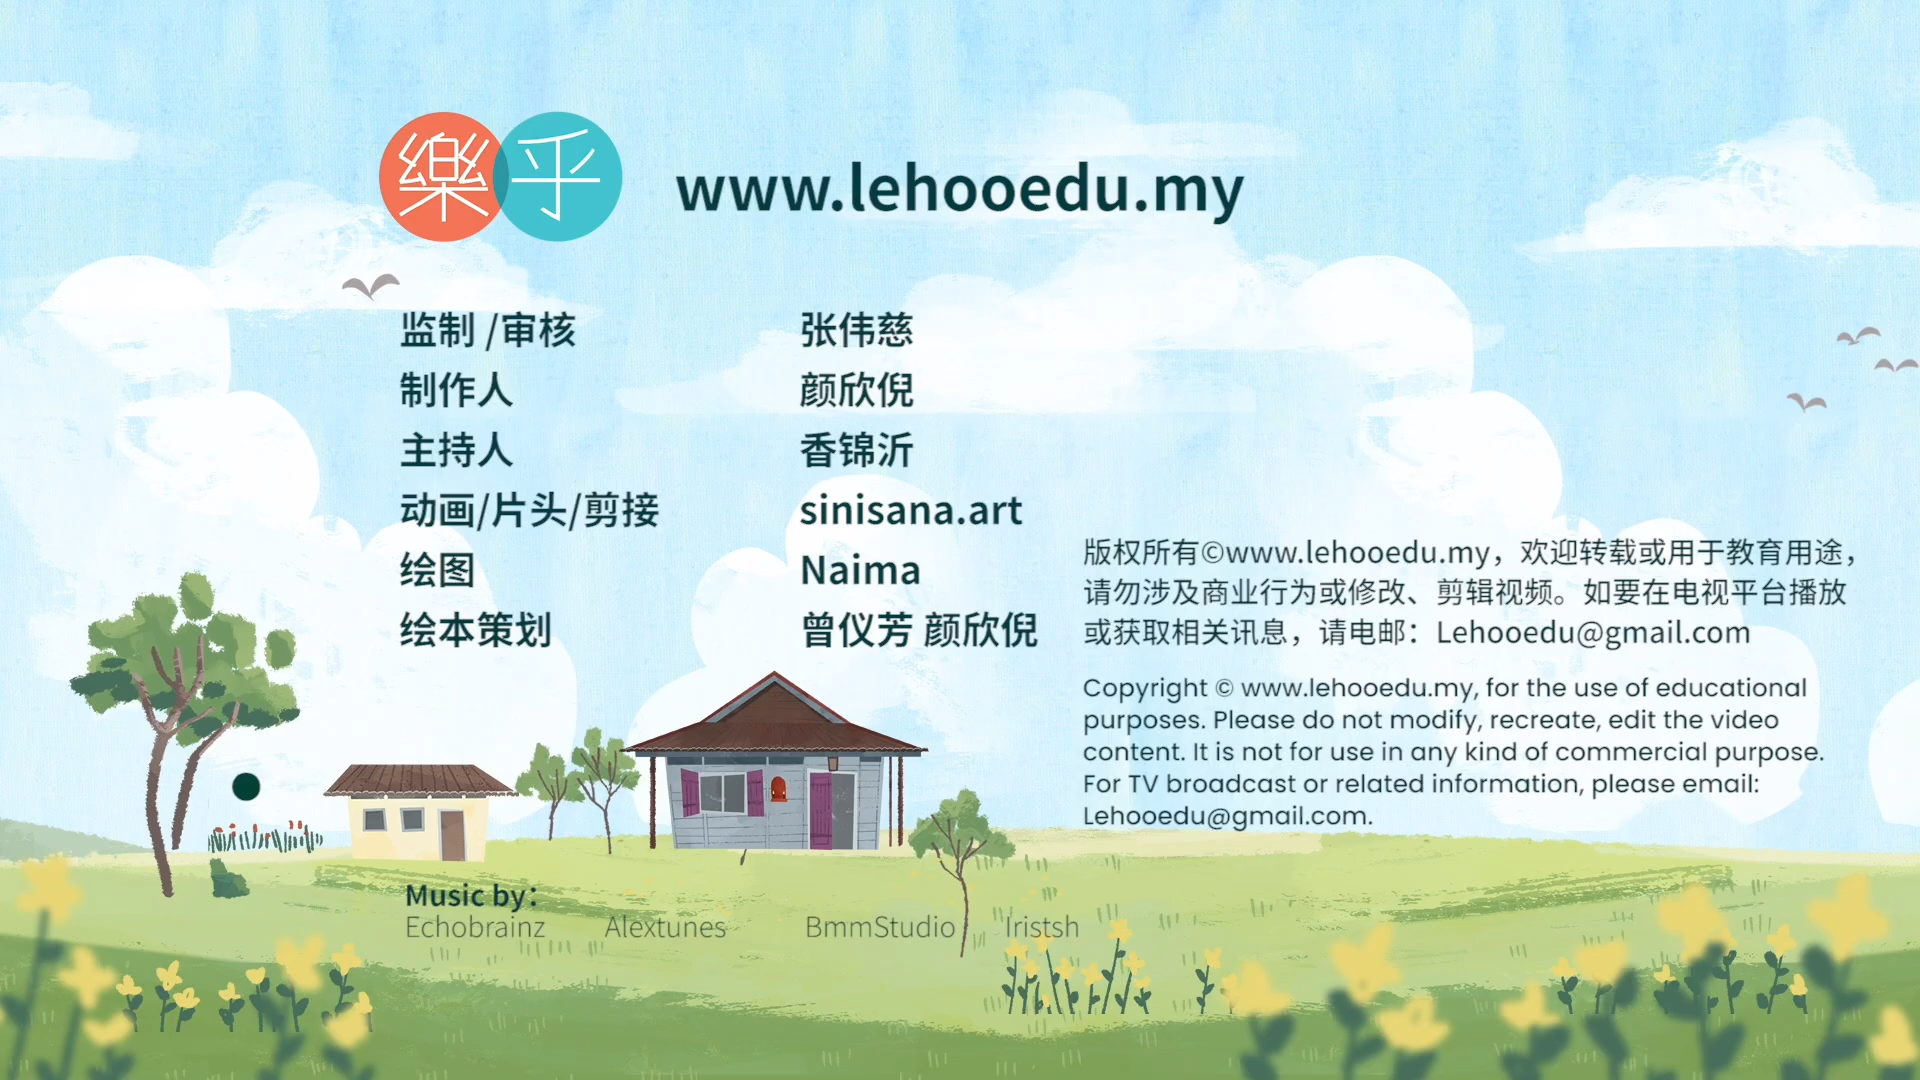 樂乎
www.lehooedu.my
监制 /审核 张伟慈
制作人 颜欣倪
主持人 香锦沂
动画/片头/剪接 sinisana.art
绘图 Naima
绘本策划 曾仪芳 颜欣倪
版权所有©www.lehooedu.my，欢迎转载或用于教育用途，
请勿涉及商业行为或修改、剪辑视频。如要在电视平台播放
或获取相关讯息，请电邮：Lehooedu@gmail.com
Copyright © www.lehooedu.my, for the use of educational
purposes. Please do not modify, recreate, edit the video
content. It is not for use in any kind of commercial purpose.
For TV broadcast or related information, please email:
Lehooedu@gmail.com.
Music by：
Echobrainz Alextunes BmmStudio Iristsh